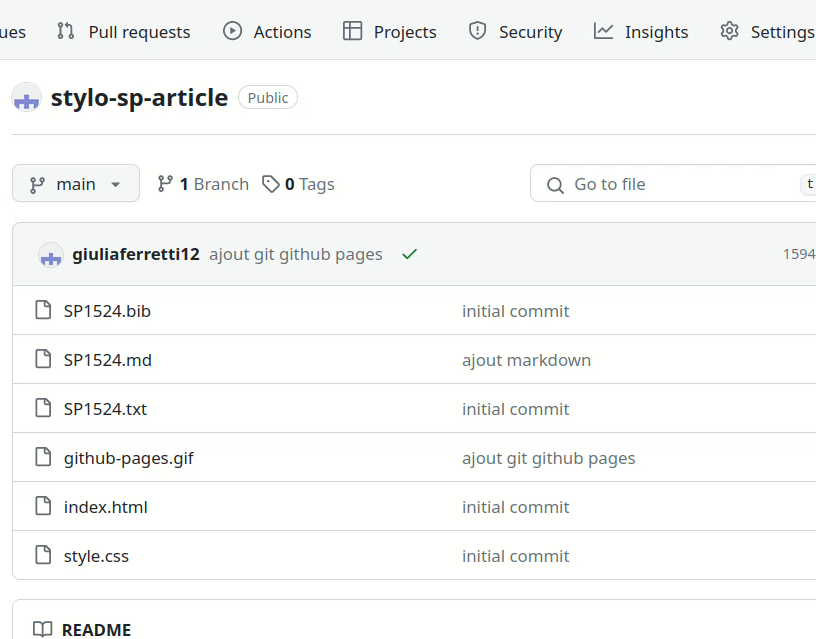 ues Pull requests Actions Projects Security Insights Settings
stylo-sp-article Public
main 1 Branch 0 Tags Go to file t
giuliaferretti12 ajout git github pages 1594
SP1524.bib initial commit
SP1524.md ajout markdown
SP1524.txt initial commit
github-pages.gif ajout git github pages
index.html initial commit
style.css initial commit
README